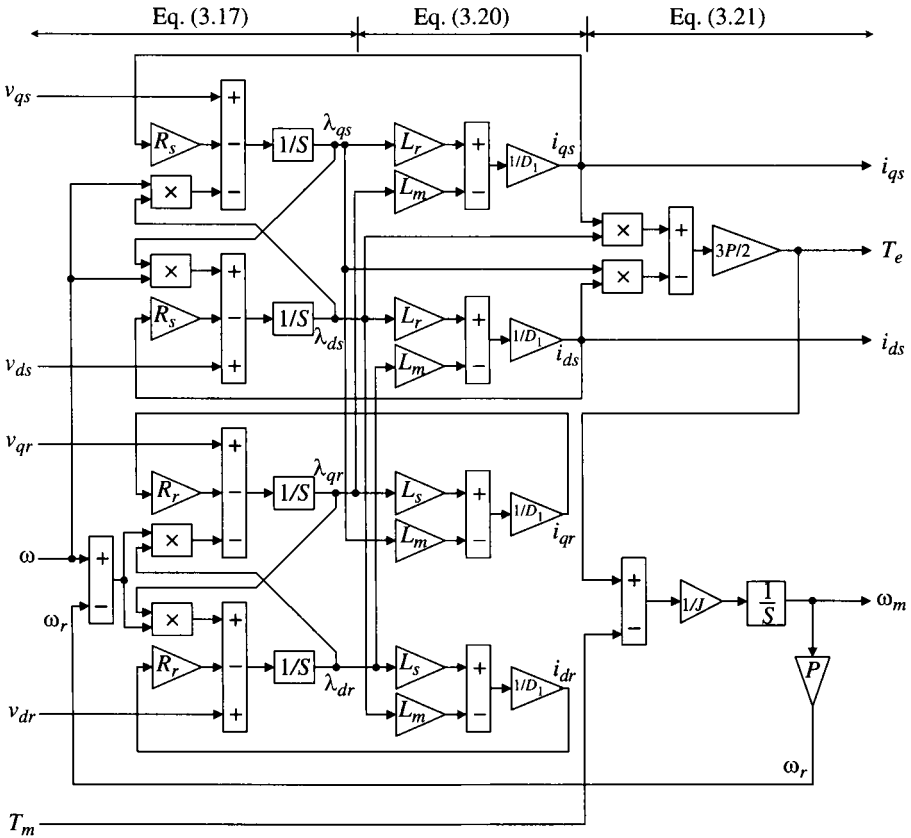 Eq. (3.17) Eq. (3.20) Eq. (3.21)
v_qs + λ_qs i_qs
R_s − 1/S L_r + 1/D_1 i_qs
× − L_m −
× + × + 3P/2 T_e
× −
R_s − 1/S λ_ds L_r + 1/D_1 i_ds i_ds
v_ds + L_m −
v_qr + λ_qr
R_r − 1/S L_s + 1/D_1 i_qr
ω + × − L_m −
ω_r − × + + 1/J 1/S ω_m
−
R_r − 1/S λ_dr L_s + 1/D_1 i_dr P
v_dr + L_m −
ω_r
T_m